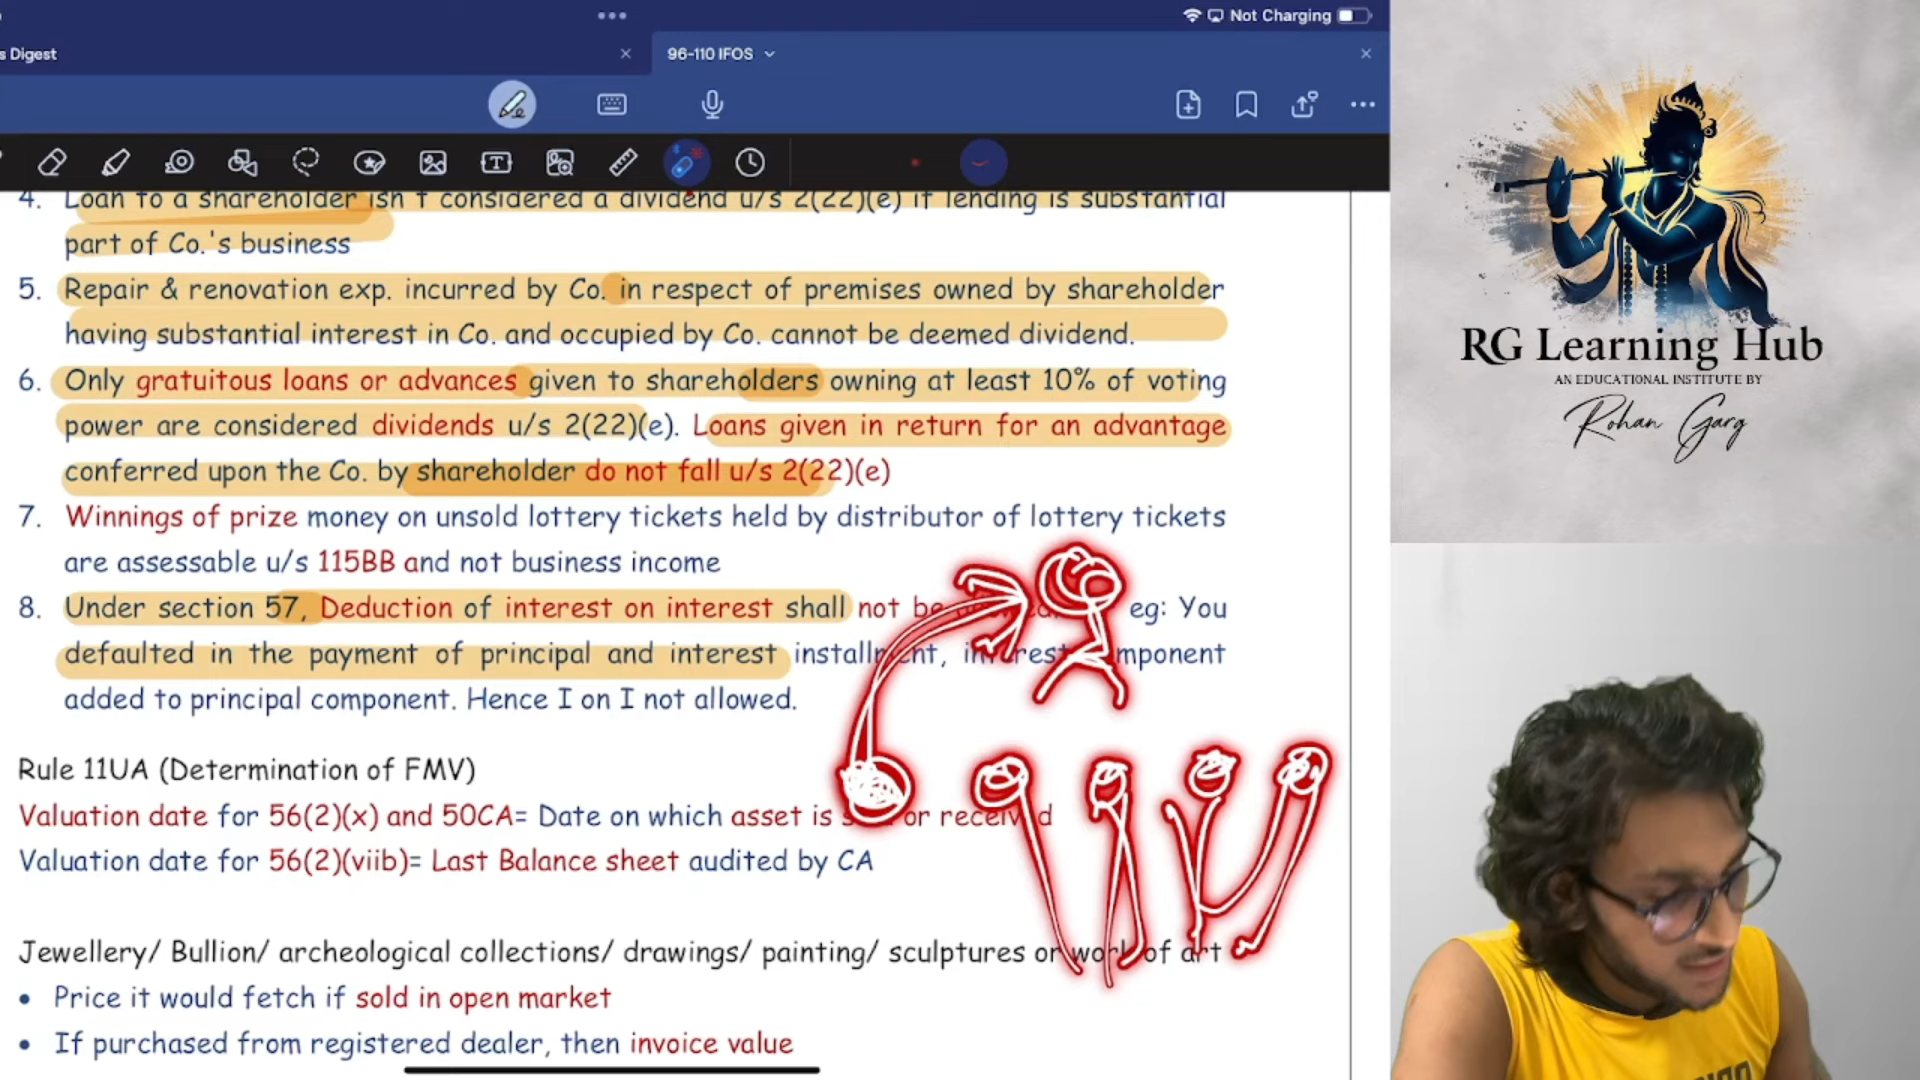 Not Charging
s Digest
96-110 IFOS
4. Loan to a shareholder isn't considered a dividend u/s 2(22)(e) if lending is substantial
part of Co.'s business
5. Repair & renovation exp. incurred by Co. in respect of premises owned by shareholder
having substantial interest in Co. and occupied by Co. cannot be deemed dividend.
6. Only gratuitous loans or advances given to shareholders owning at least 10% of voting
power are considered dividends u/s 2(22)(e). Loans given in return for an advantage
conferred upon the Co. by shareholder do not fall u/s 2(22)(e)
7. Winnings of prize money on unsold lottery tickets held by distributor of lottery tickets
are assessable u/s 115BB and not business income
8. Under section 57, Deduction of interest on interest shall not be eg: You
defaulted in the payment of principal and interest installment, interest component
added to principal component. Hence I on I not allowed.
Rule 11UA (Determination of FMV)
Valuation date for 56(2)(x) and 50CA= Date on which asset is or received
Valuation date for 56(2)(viib)= Last Balance sheet audited by CA
Jewellery/ Bullion/ archeological collections/ drawings/ painting/ sculptures or work of art
• Price it would fetch if sold in open market
• If purchased from registered dealer, then invoice value
RG Learning Hub
AN EDUCATIONAL INSTITUTE BY
Rohan Garg